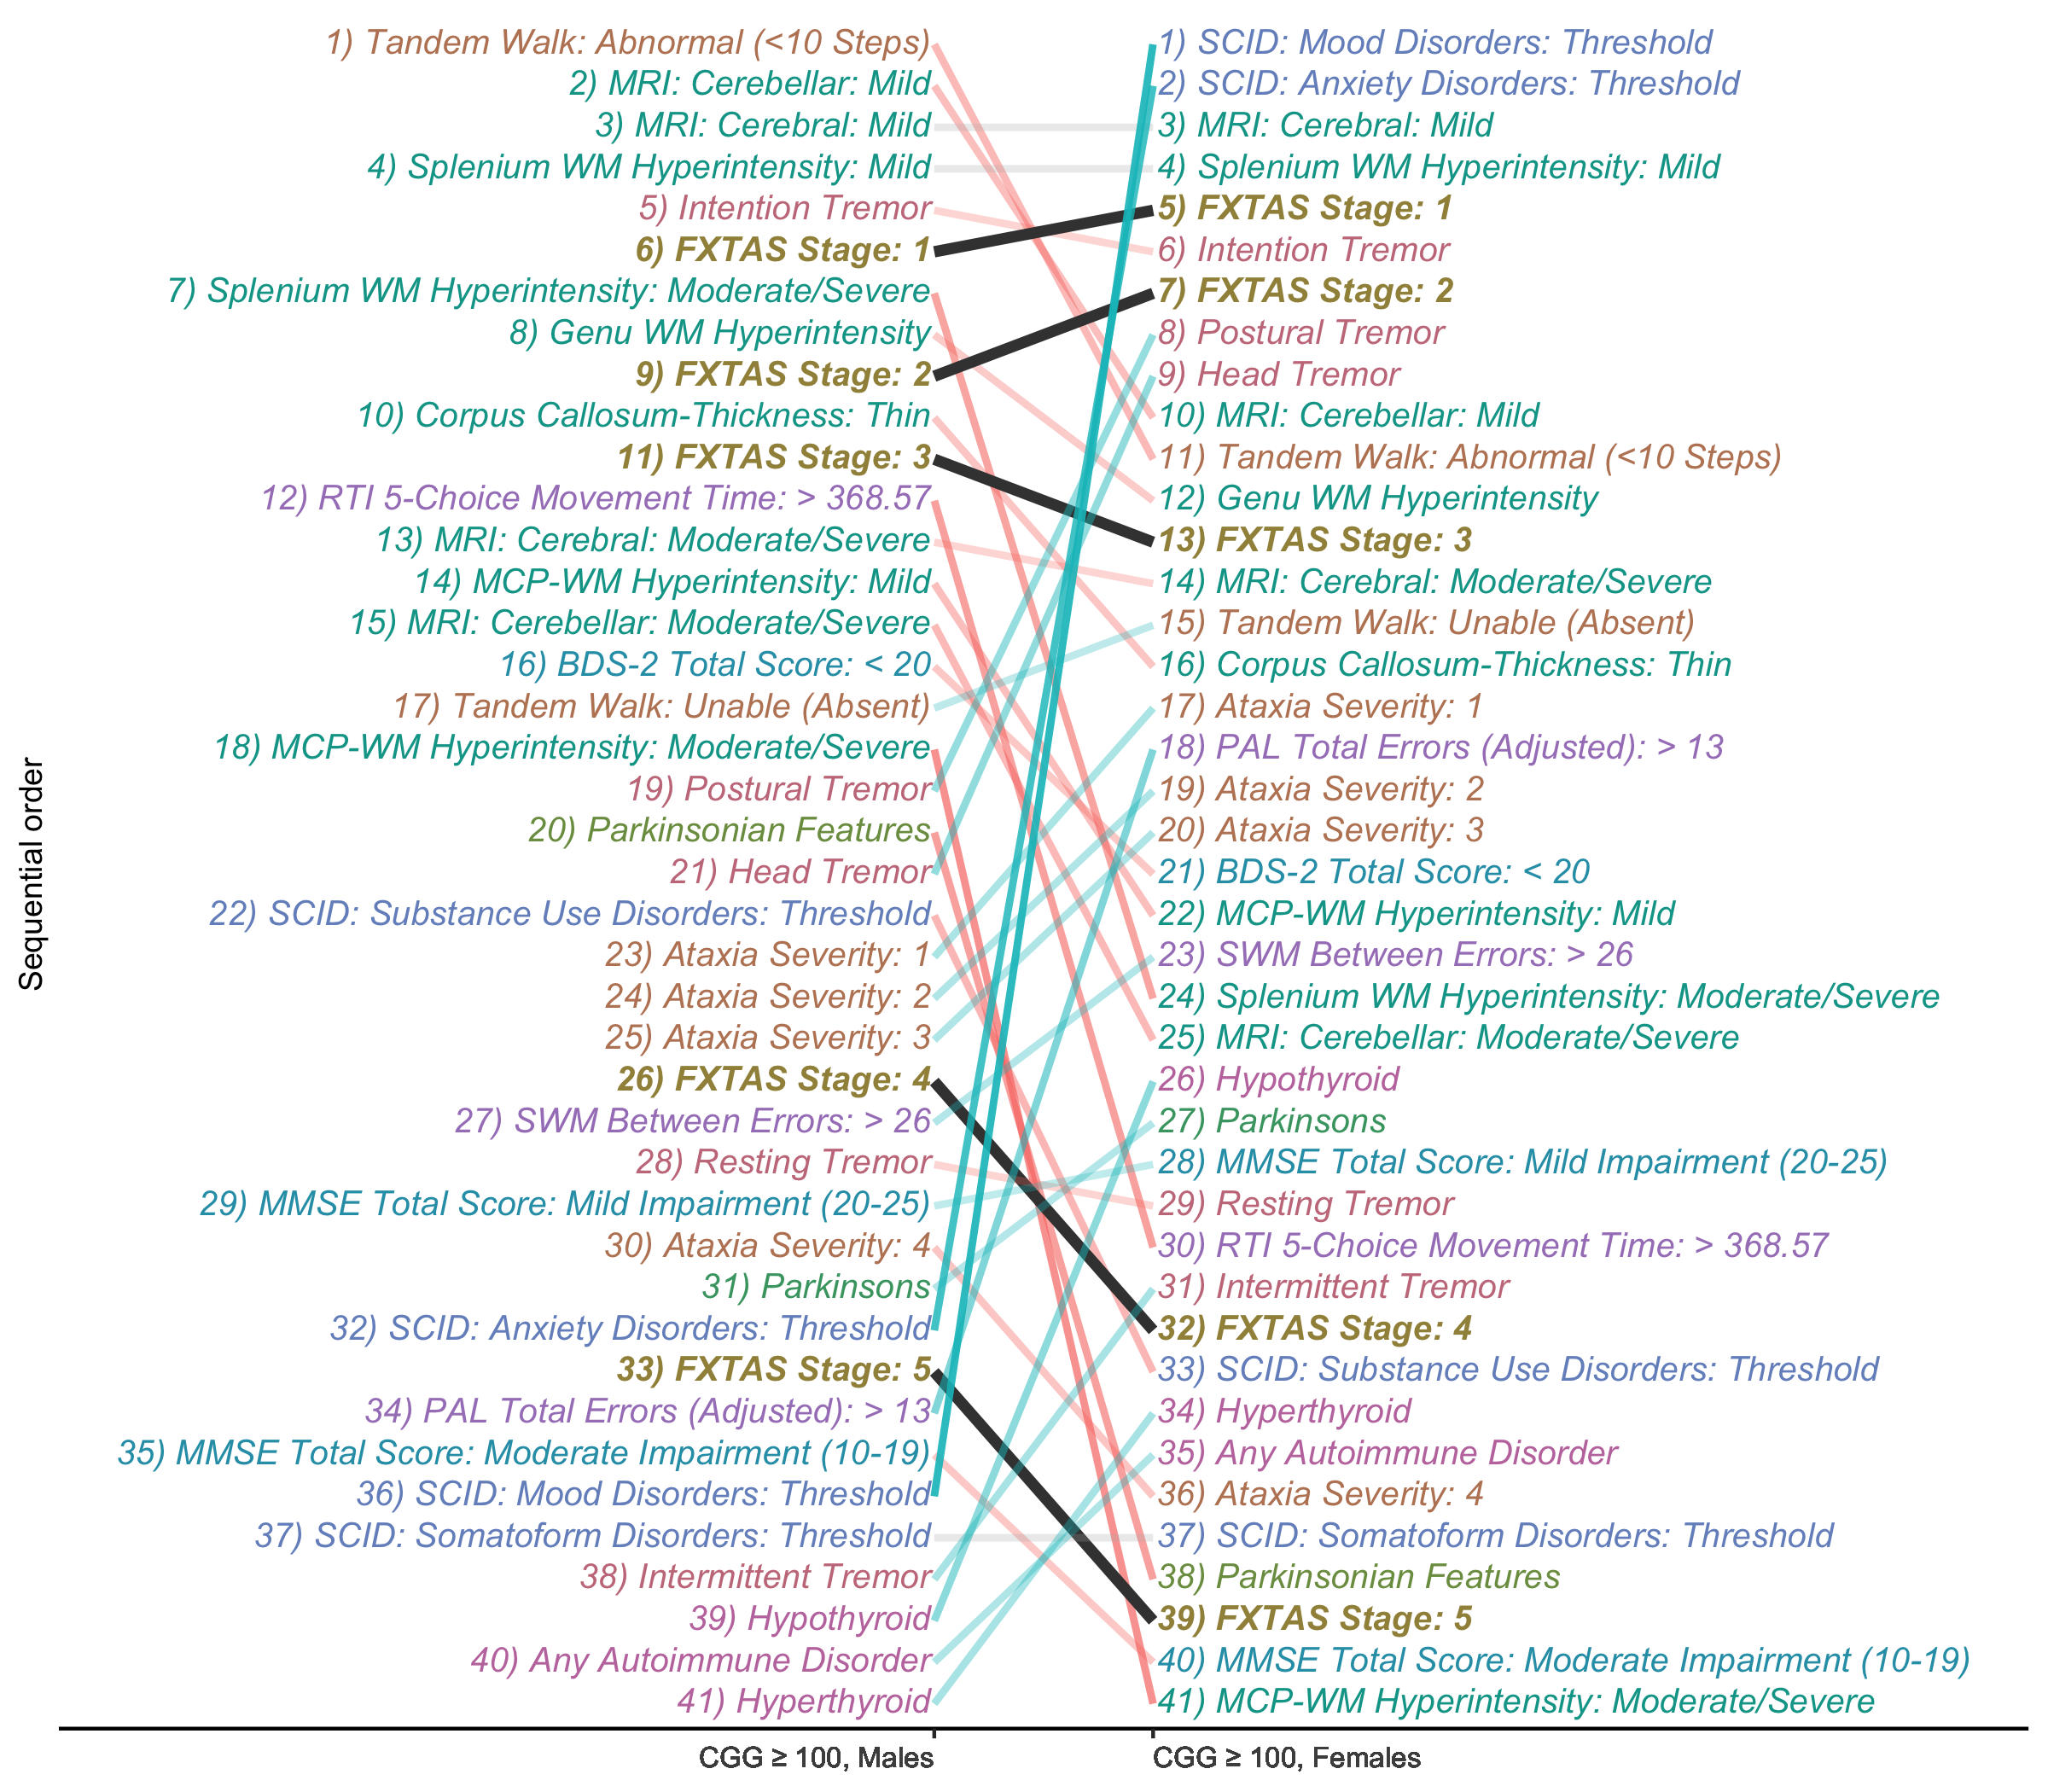 Sequential order
1) Tandem Walk: Abnormal (<10 Steps)
2) MRI: Cerebellar: Mild
3) MRI: Cerebral: Mild
4) Splenium WM Hyperintensity: Mild
5) Intention Tremor
6) FXTAS Stage: 1
7) Splenium WM Hyperintensity: Moderate/Severe
8) Genu WM Hyperintensity
9) FXTAS Stage: 2
10) Corpus Callosum-Thickness: Thin
11) FXTAS Stage: 3
12) RTI 5-Choice Movement Time: > 368.57
13) MRI: Cerebral: Moderate/Severe
14) MCP-WM Hyperintensity: Mild
15) MRI: Cerebellar: Moderate/Severe
16) BDS-2 Total Score: < 20
17) Tandem Walk: Unable (Absent)
18) MCP-WM Hyperintensity: Moderate/Severe
19) Postural Tremor
20) Parkinsonian Features
21) Head Tremor
22) SCID: Substance Use Disorders: Threshold
23) Ataxia Severity: 1
24) Ataxia Severity: 2
25) Ataxia Severity: 3
26) FXTAS Stage: 4
27) SWM Between Errors: > 26
28) Resting Tremor
29) MMSE Total Score: Mild Impairment (20-25)
30) Ataxia Severity: 4
31) Parkinsons
32) SCID: Anxiety Disorders: Threshold
33) FXTAS Stage: 5
34) PAL Total Errors (Adjusted): > 13
35) MMSE Total Score: Moderate Impairment (10-19)
36) SCID: Mood Disorders: Threshold
37) SCID: Somatoform Disorders: Threshold
38) Intermittent Tremor
39) Hypothyroid
40) Any Autoimmune Disorder
41) Hyperthyroid
CGG ≥ 100, Males
1) SCID: Mood Disorders: Threshold
2) SCID: Anxiety Disorders: Threshold
3) MRI: Cerebral: Mild
4) Splenium WM Hyperintensity: Mild
5) FXTAS Stage: 1
6) Intention Tremor
7) FXTAS Stage: 2
8) Postural Tremor
9) Head Tremor
10) MRI: Cerebellar: Mild
11) Tandem Walk: Abnormal (<10 Steps)
12) Genu WM Hyperintensity
13) FXTAS Stage: 3
14) MRI: Cerebral: Moderate/Severe
15) Tandem Walk: Unable (Absent)
16) Corpus Callosum-Thickness: Thin
17) Ataxia Severity: 1
18) PAL Total Errors (Adjusted): > 13
19) Ataxia Severity: 2
20) Ataxia Severity: 3
21) BDS-2 Total Score: < 20
22) MCP-WM Hyperintensity: Mild
23) SWM Between Errors: > 26
24) Splenium WM Hyperintensity: Moderate/Severe
25) MRI: Cerebellar: Moderate/Severe
26) Hypothyroid
27) Parkinsons
28) MMSE Total Score: Mild Impairment (20-25)
29) Resting Tremor
30) RTI 5-Choice Movement Time: > 368.57
31) Intermittent Tremor
32) FXTAS Stage: 4
33) SCID: Substance Use Disorders: Threshold
34) Hyperthyroid
35) Any Autoimmune Disorder
36) Ataxia Severity: 4
37) SCID: Somatoform Disorders: Threshold
38) Parkinsonian Features
39) FXTAS Stage: 5
40) MMSE Total Score: Moderate Impairment (10-19)
41) MCP-WM Hyperintensity: Moderate/Severe
CGG ≥ 100, Females